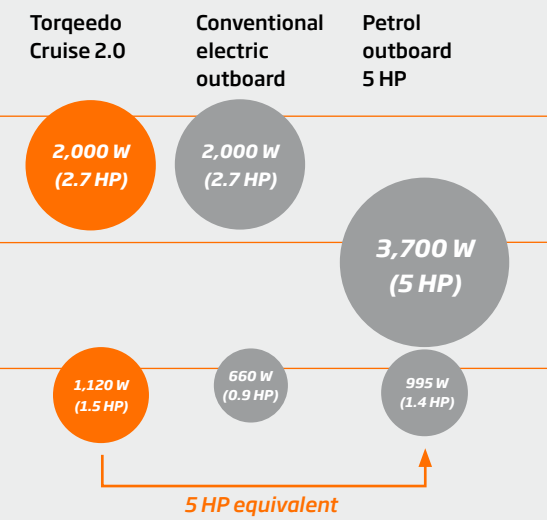 Torqeedo
Cruise 2.0
Conventional
electric
outboard
Petrol
outboard
5 HP
2,000 W
(2.7 HP)
2,000 W
(2.7 HP)
3,700 W
(5 HP)
1,120 W
(1.5 HP)
660 W
(0.9 HP)
995 W
(1.4 HP)
5 HP equivalent